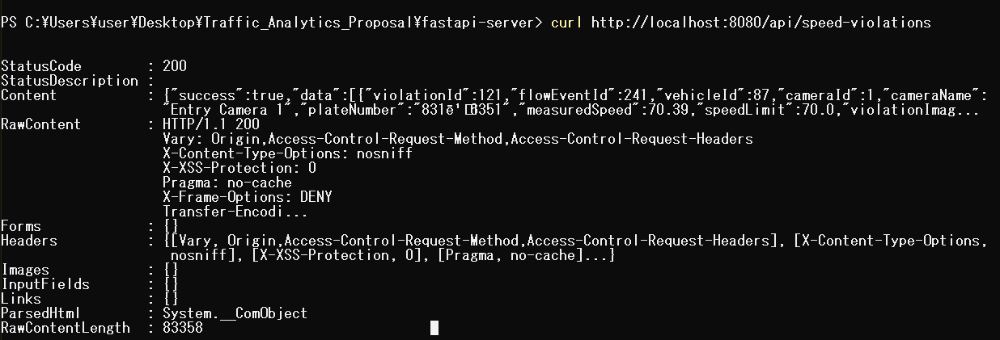 PS C:¥Users¥user¥Desktop¥Traffic_Analytics_Proposal¥fastapi-server> curl http://localhost:8080/api/speed-violations
StatusCode : 200
StatusDescription :
Content : {"success":true,"data":[{"violationId":121,"flowEventId":241,"vehicleId":87,"cameraId":1,"cameraName":
"Entry Camera 1","plateNumber":"831","measuredSpeed":70.39,"speedLimit":70.0,"violationImag...
RawContent : HTTP/1.1 200
Vary: Origin,Access-Control-Request-Method,Access-Control-Request-Headers
X-Content-Type-Options: nosniff
X-XSS-Protection: 0
Pragma: no-cache
X-Frame-Options: DENY
Transfer-Encodi...
Forms : {}
Headers : {[Vary, Origin,Access-Control-Request-Method,Access-Control-Request-Headers], [X-Content-Type-Options,
nosniff], [X-XSS-Protection, 0], [Pragma, no-cache]...}
Images : {}
InputFields : {}
Links : {}
ParsedHtml : System.__ComObject
RawContentLength : 83358